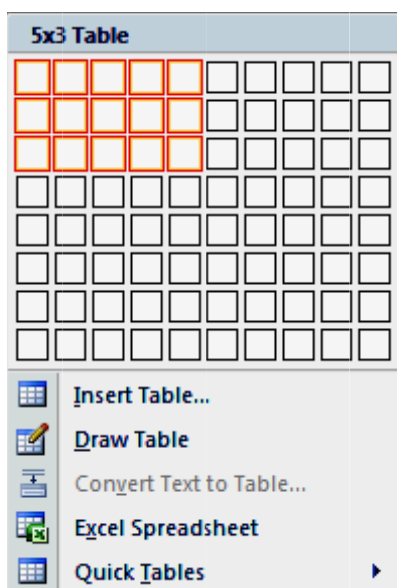 5x3 Table
Insert Table...
Draw Table
Convert Text to Table...
Excel Spreadsheet
Quick Tables